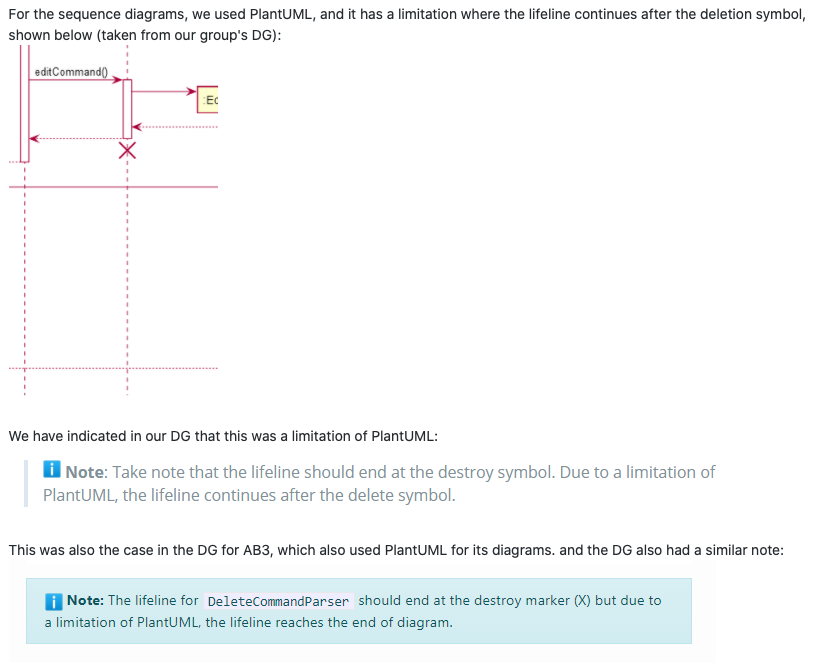 For the sequence diagrams, we used PlantUML, and it has a limitation where the lifeline continues after the deletion symbol,
shown below (taken from our group's DG):
editCommand()
:Ec
We have indicated in our DG that this was a limitation of PlantUML:
i Note: Take note that the lifeline should end at the destroy symbol. Due to a limitation of
PlantUML, the lifeline continues after the delete symbol.
This was also the case in the DG for AB3, which also used PlantUML for its diagrams. and the DG also had a similar note:
i Note: The lifeline for DeleteCommandParser should end at the destroy marker (X) but due to
a limitation of PlantUML, the lifeline reaches the end of diagram.